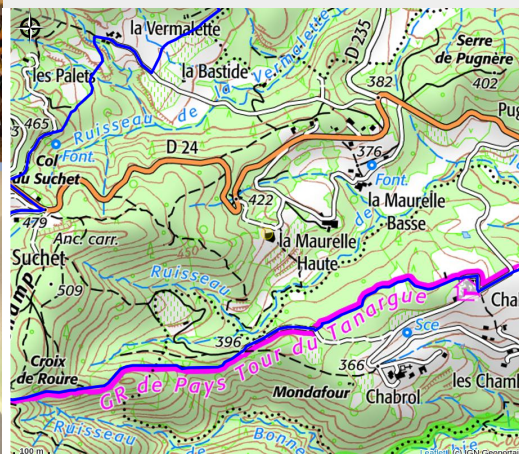 la Vermalette
les Palets
la Bastide
Ruisseau de la Vermalette
D 235
Serre
de Pugnère
402
382
465
Font.
Col
du Suchet
D 24
376
Font.
la Maurelle
Basse
479
Anc. carr.
422
la Maurelle
Haute
de
Suchet
450
Ruisseau
509
GR de Pays Tour du Tanargue
Sce
396
366
Croix
de Roure
Mondafour
Chabrol
les Chamb
Ruisseau
Bonne
100 m